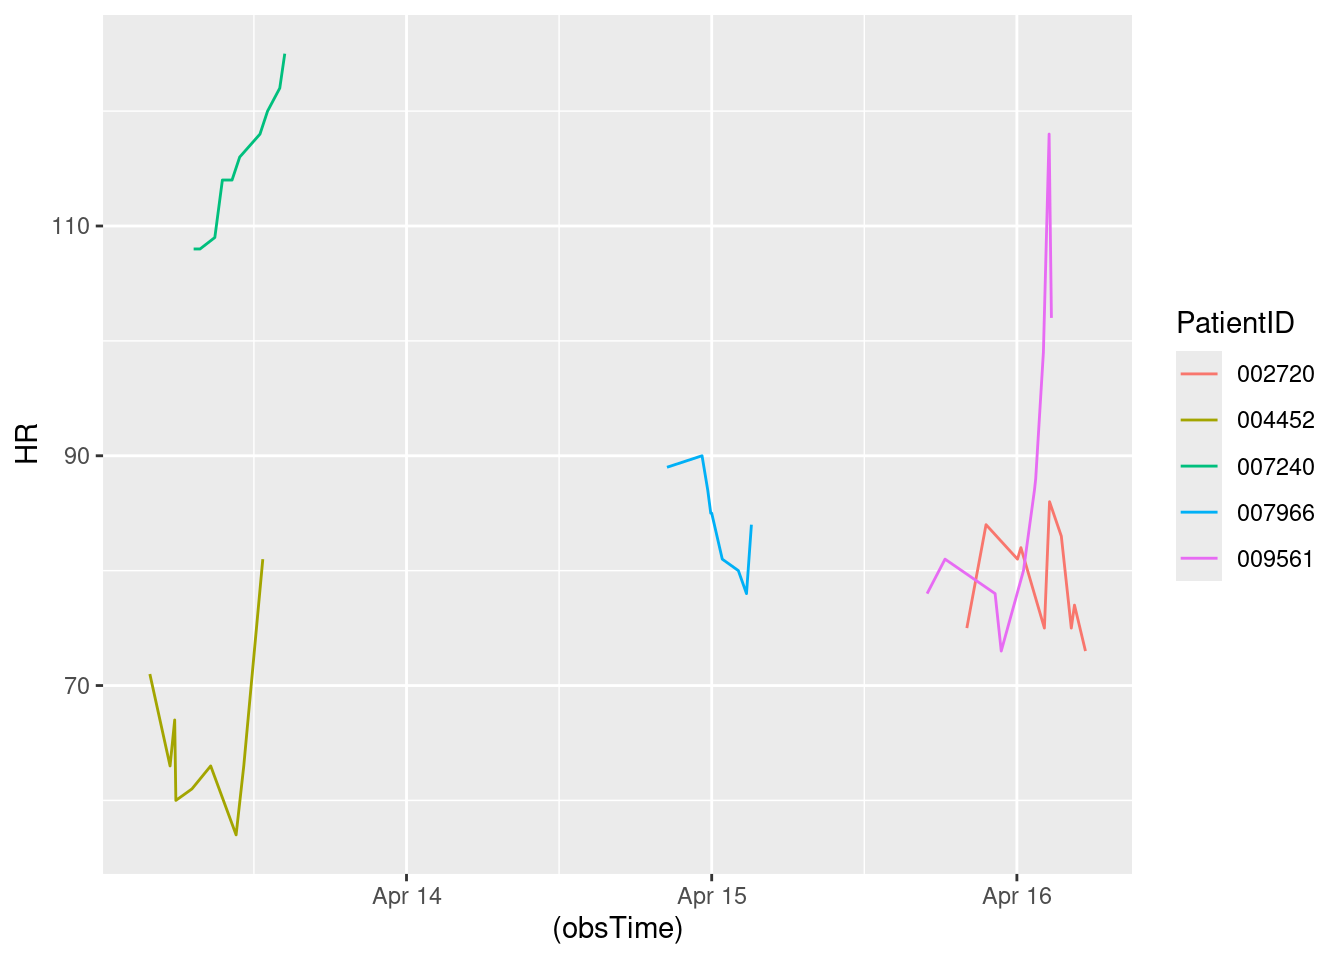 110
90
70
HR
Apr 14
Apr 15
Apr 16
(obsTime)
PatientID
002720
004452
007240
007966
009561